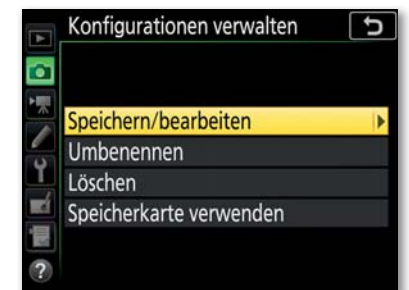 Konfigurationen verwalten
Speichern/bearbeiten
Umbenennen
Löschen
Speicherkarte verwenden
?